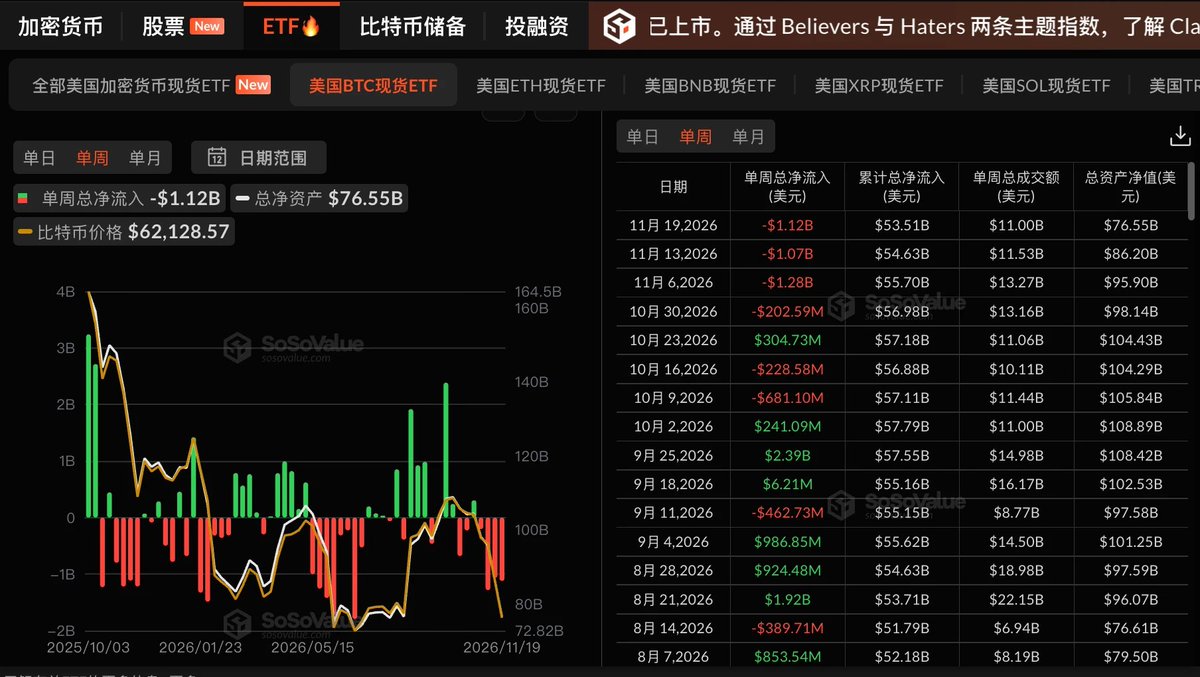 加密货币 股票 New ETF🔥 比特币储备 投融资 已上市。通过 Believers 与 Haters 两条主题指数，了解 Cla
全部美国加密货币现货ETF New 美国BTC现货ETF 美国ETH现货ETF 美国BNB现货ETF 美国XRP现货ETF 美国SOL现货ETF 美国TR
单日 单周 单月 12 日期范围
单周总净流入 -$1.12B 总净资产 $76.55B
比特币价格 $62,128.57
4B 164.5B
160B
3B
140B
2B
1B 120B
0
100B
−1B
80B
−2B 72.82B
2025/10/03 2026/01/23 2026/05/15 2026/11/19
SoSoValue
sosovalue.com
SoSoValue
sosovalue.com
单日 单周 单月
日期 单周总净流入(美元) 累计总净流入(美元) 单周总成交额(美元) 总资产净值(美元)
11月 19,2026 -$1.12B $53.51B $11.00B $76.55B
11月 13,2026 -$1.07B $54.63B $11.53B $86.20B
11月 6,2026 -$1.28B $55.70B $13.27B $95.90B
10月 30,2026 -$202.59M $56.98B $13.16B $98.14B
10月 23,2026 $304.73M $57.18B $11.06B $104.43B
10月 16,2026 -$228.58M $56.88B $10.11B $104.29B
10月 9,2026 -$681.10M $57.11B $11.44B $105.84B
10月 2,2026 $241.09M $57.79B $11.00B $108.89B
9月 25,2026 $2.39B $57.55B $14.98B $108.42B
9月 18,2026 $6.21M $55.16B $16.17B $102.53B
9月 11,2026 -$462.73M $55.15B $8.77B $97.58B
9月 4,2026 $986.85M $55.62B $14.50B $101.25B
8月 28,2026 $924.48M $54.63B $18.98B $97.59B
8月 21,2026 $1.92B $53.71B $22.15B $96.07B
8月 14,2026 -$389.71M $51.79B $6.94B $76.61B
8月 7,2026 $853.54M $52.18B $8.19B $79.50B
SoSoValue
SoSoValue